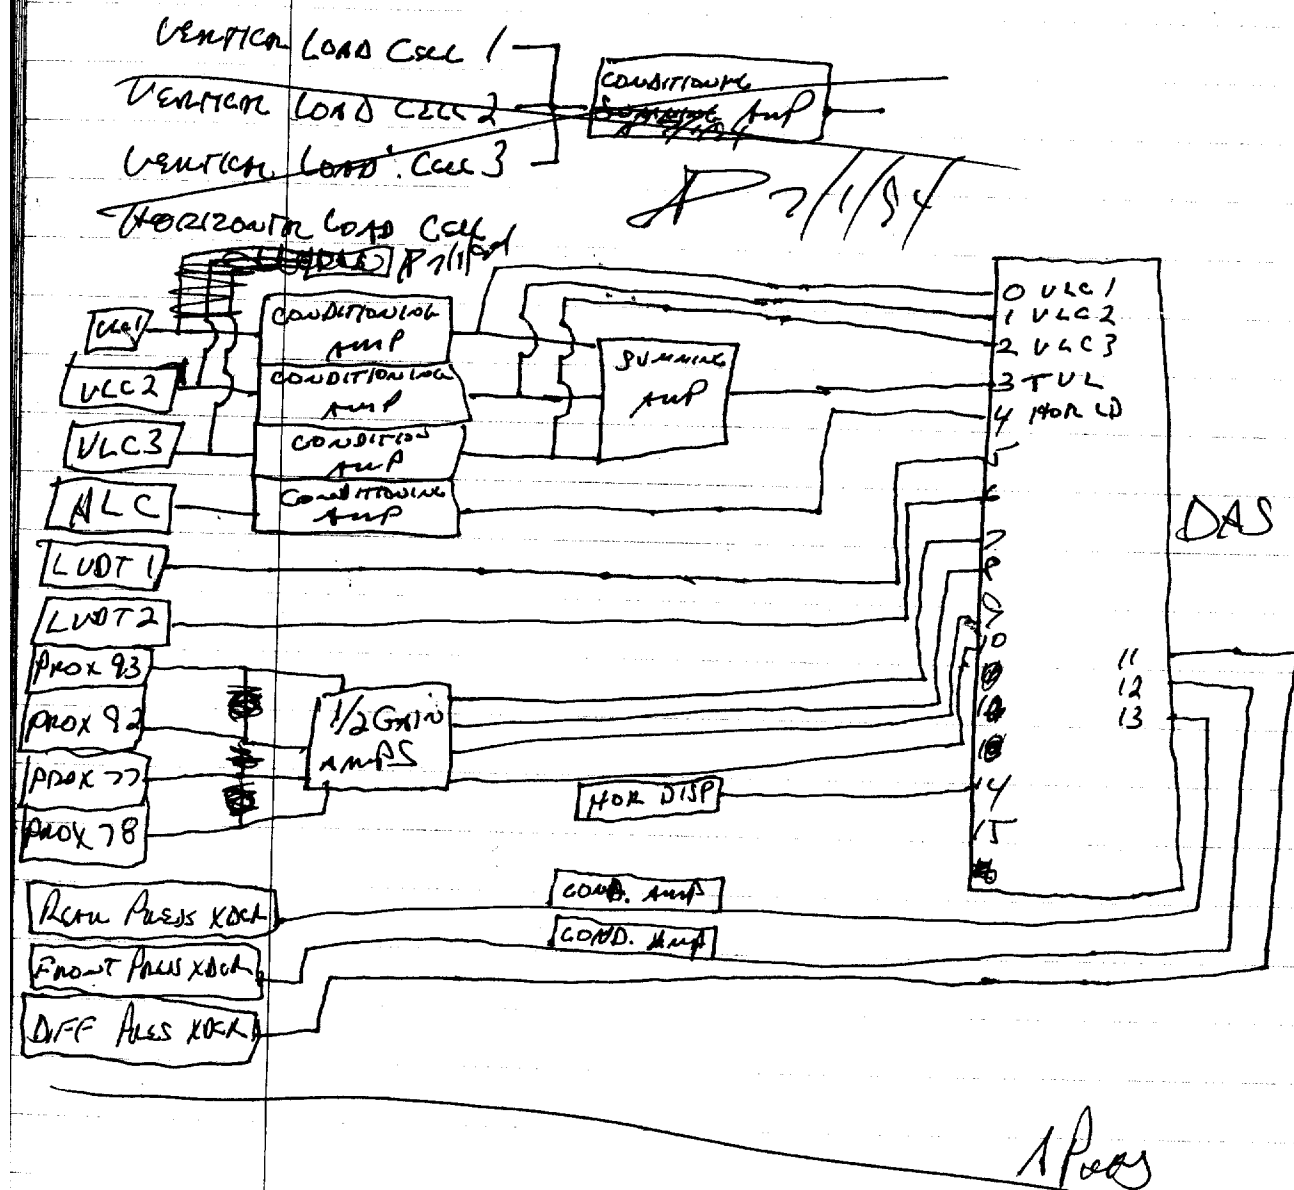 VERTICAL LOAD CELL 1
VERTICAL LOAD CELL 2
VERTICAL LOAD CELL 3
CONDITIONING
SUMMING AMP
HORIZONTAL LOAD CELL
VLC1
VLC2
VLC3
HLC
LVDT 1
LVDT 2
PROX 93
PROX 92
PROX 77
PROX 78
REAR PRESS XDCR
FRONT PRESS XDCR
DIFF PRES XDCR
CONDITIONING
AMP
CONDITIONING
AMP
CONDITION
AMP
CONDITIONING
AMP
SUMMING
AMP
1/2 GAIN
AMPS
HOR DISP
COND. AMP
COND. AMP
0 VLC1
1 VLC2
2 VLC3
3 TVL
4 HOR LD
5
6
7
8
9
10
14
15
11
12
13
DAS